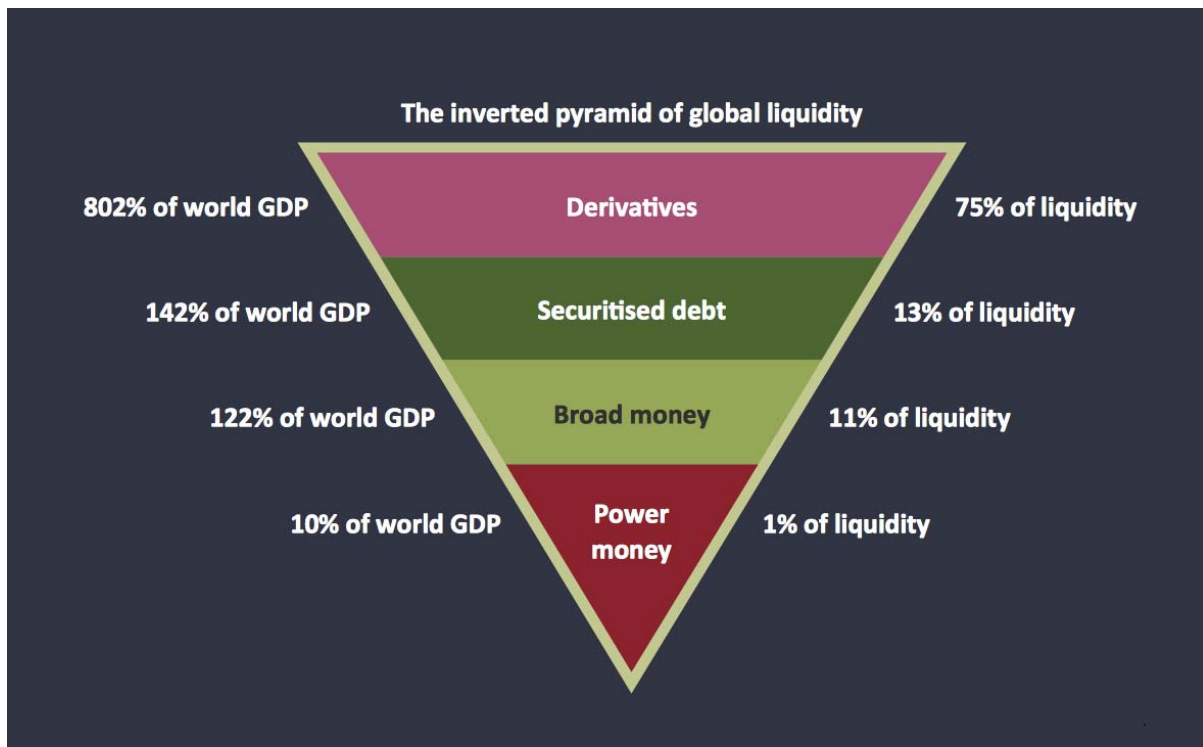 The inverted pyramid of global liquidity
802% of world GDP
Derivatives
75% of liquidity
142% of world GDP
Securitised debt
13% of liquidity
122% of world GDP
Broad money
11% of liquidity
10% of world GDP
Power
money
1% of liquidity